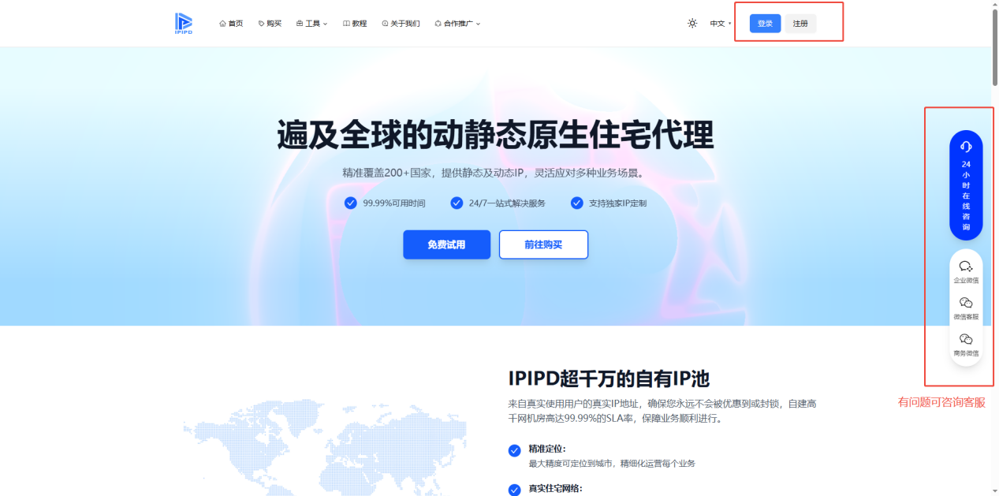 IPIPD
首页
购买
工具
教程
关于我们
合作推广
中文
登录
注册
遍及全球的动静态原生住宅代理
精准覆盖200+国家，提供静态及动态IP，灵活应对多种业务场景。
99.99%可用时间
24/7一站式解决服务
支持独家IP定制
免费试用
前往购买
24
小
时
在
线
咨
询
企业微信
微信客服
商务微信
有问题可咨询客服
IPIPD超千万的自有IP池
来自真实使用用户的真实IP地址，确保您永远不会被优惠到或封锁，自建高
千网机房高达99.99%的SLA率，保障业务顺利进行。
精准定位：
最大精度可定位到城市，精细化运营每个业务
真实住宅网络：